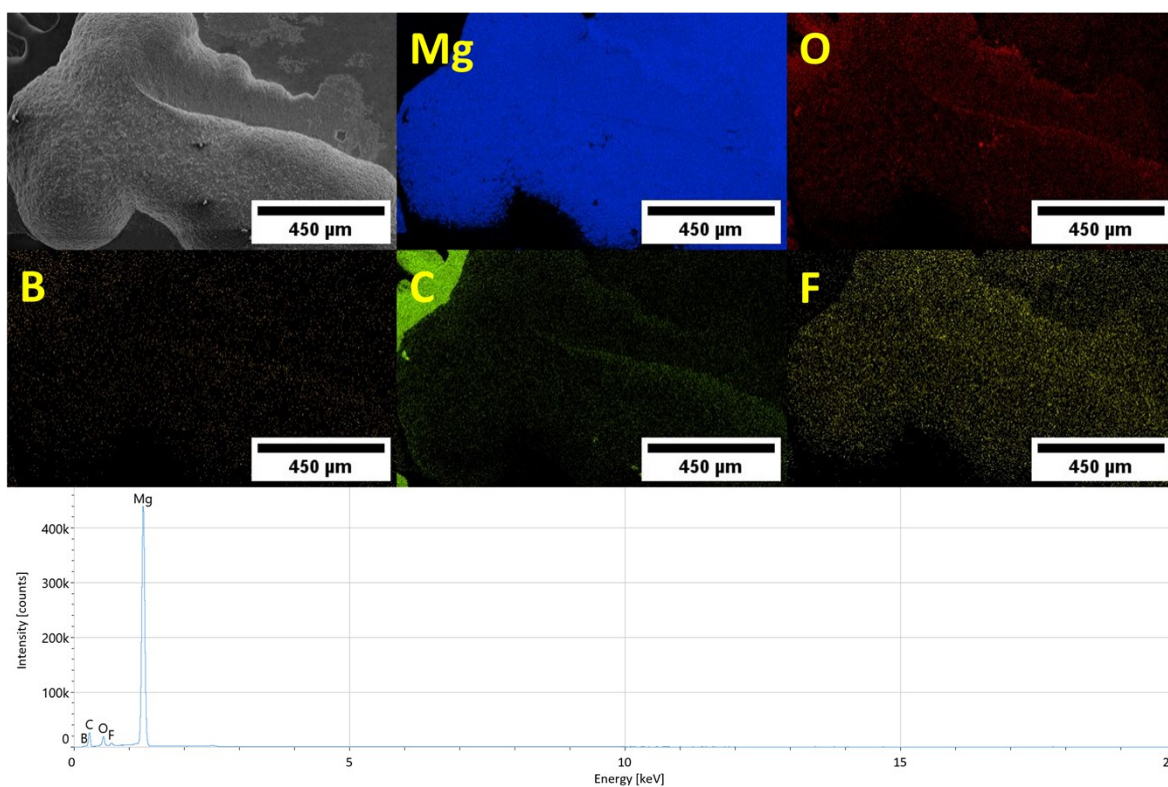 Mg
O
450 µm
450 µm
450 µm
B
C
F
450 µm
450 µm
450 µm
Mg
400k
300k
200k
100k
0
C
B
O
F
0
5
10
15
2
Intensity [counts]
Energy [keV]